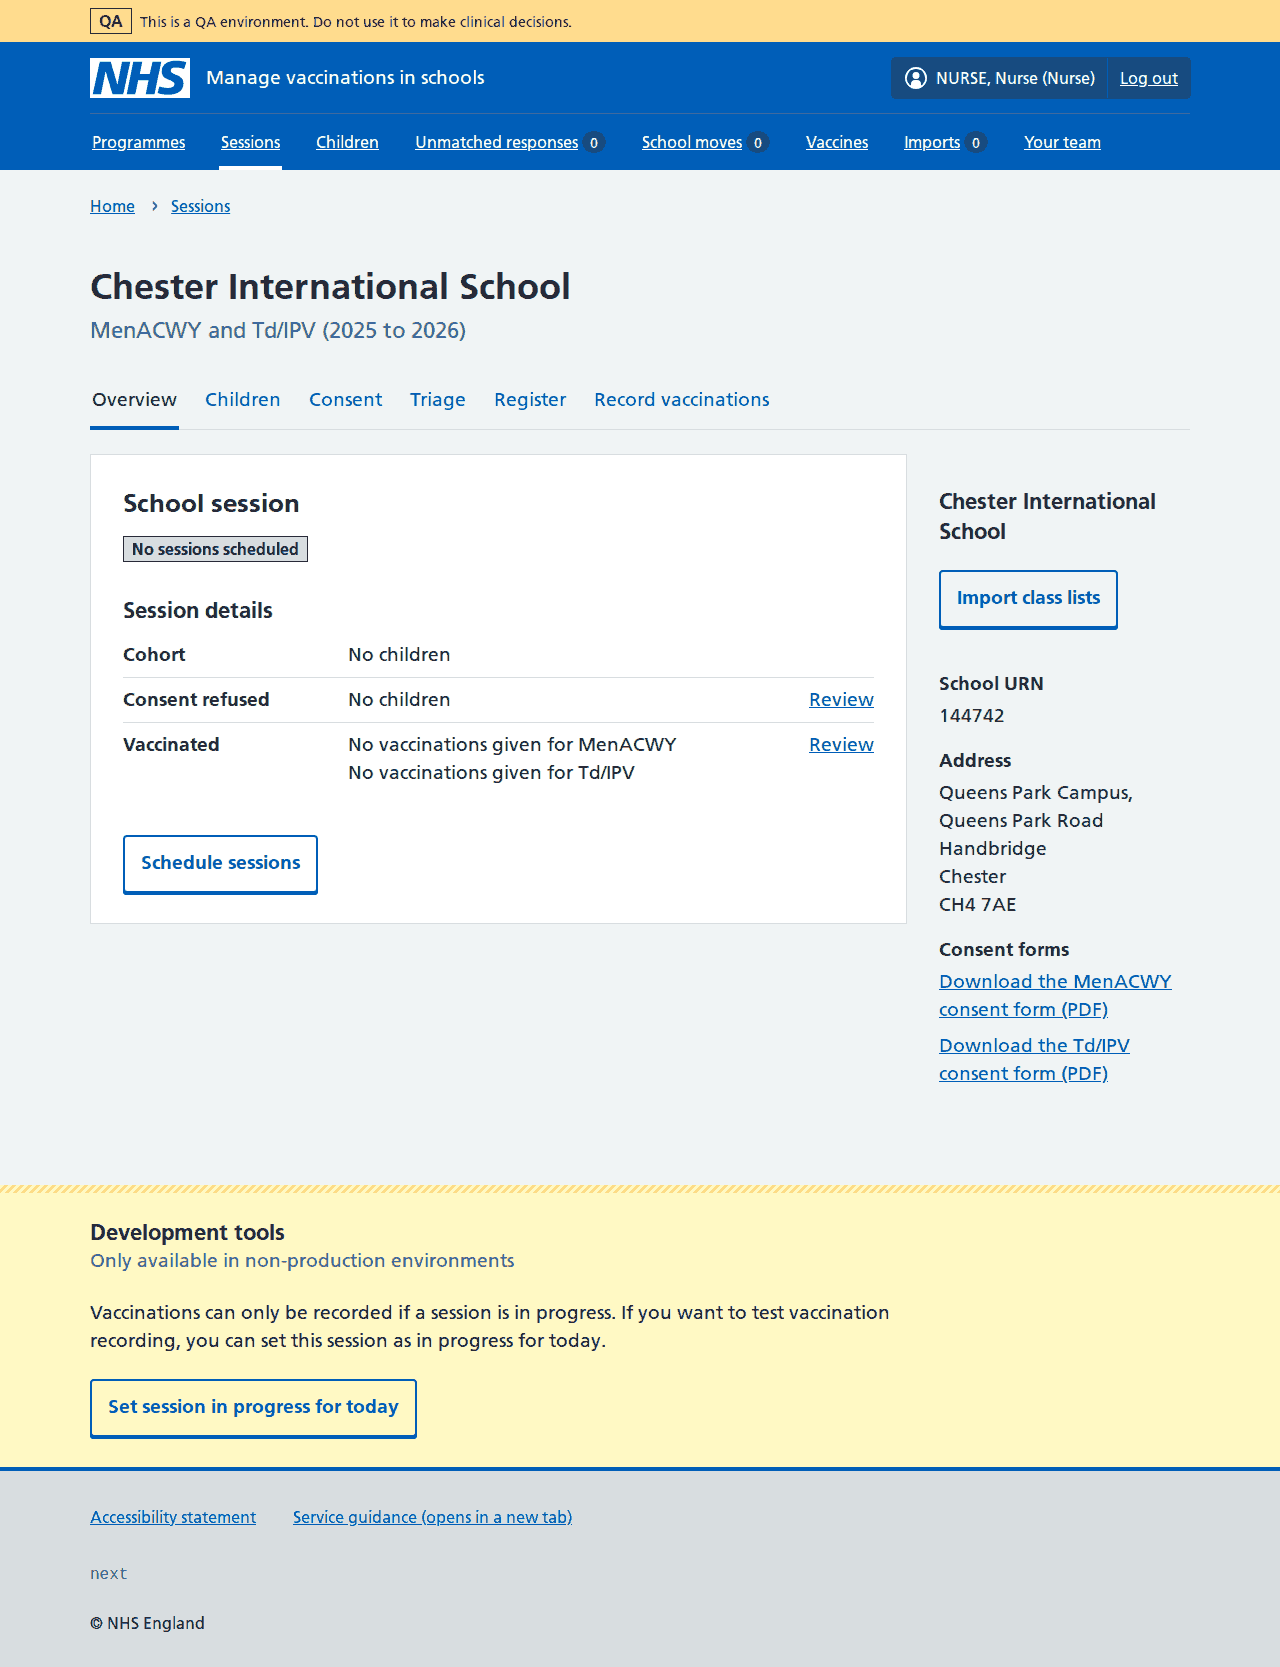 QA This is a QA environment. Do not use it to make clinical decisions.
NHS Manage vaccinations in schools NURSE, Nurse (Nurse) Log out
Programmes Sessions Children Unmatched responses 0 School moves 0 Vaccines Imports 0 Your team
Home › Sessions
Chester International School
MenACWY and Td/IPV (2025 to 2026)
Overview Children Consent Triage Register Record vaccinations
School session
No sessions scheduled
Session details
Cohort No children
Consent refused No children Review
Vaccinated No vaccinations given for MenACWY Review
No vaccinations given for Td/IPV
Schedule sessions
Chester International
School
Import class lists
School URN
144742
Address
Queens Park Campus,
Queens Park Road
Handbridge
Chester
CH4 7AE
Consent forms
Download the MenACWY
consent form (PDF)
Download the Td/IPV
consent form (PDF)
Development tools
Only available in non-production environments
Vaccinations can only be recorded if a session is in progress. If you want to test vaccination
recording, you can set this session as in progress for today.
Set session in progress for today
Accessibility statement Service guidance (opens in a new tab)
next
© NHS England